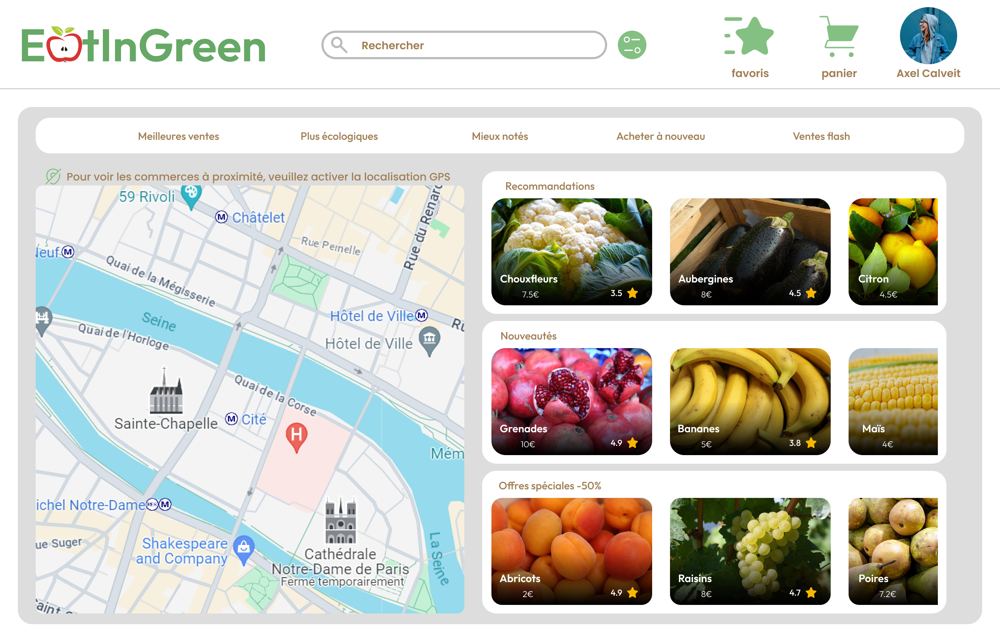 EatInGreen
Rechercher
favoris
panier
Axel Calveit
Meilleures ventes
Plus écologiques
Mieux notés
Acheter à nouveau
Ventes flash
Pour voir les commerces à proximité, veuillez activer la localisation GPS
59 Rivoli
M Châtelet
Rue Pernelle
Rue du Renard
Neuf M
Quai de la Mégisserie
Seine
Quai de l'Horloge
Hôtel de Ville M
Ru
Hôtel de Ville
Quai de la Corse
Sainte-Chapelle
M Cité
H
Mém
ichel Notre-Dame RER M
ue Suger
Shakespeare
and Company
Cathédrale
Notre-Dame de Paris
Fermé temporairement
La Seine
Recommandations
Chouxfleurs
7.5€
3.5
Aubergines
8€
4.5
Citron
4.5€
Nouveautés
Grenades
10€
4.9
Bananes
5€
3.8
Maïs
4€
Offres spéciales -50%
Abricots
2€
4.9
Raisins
8€
4.7
Poires
7.2€